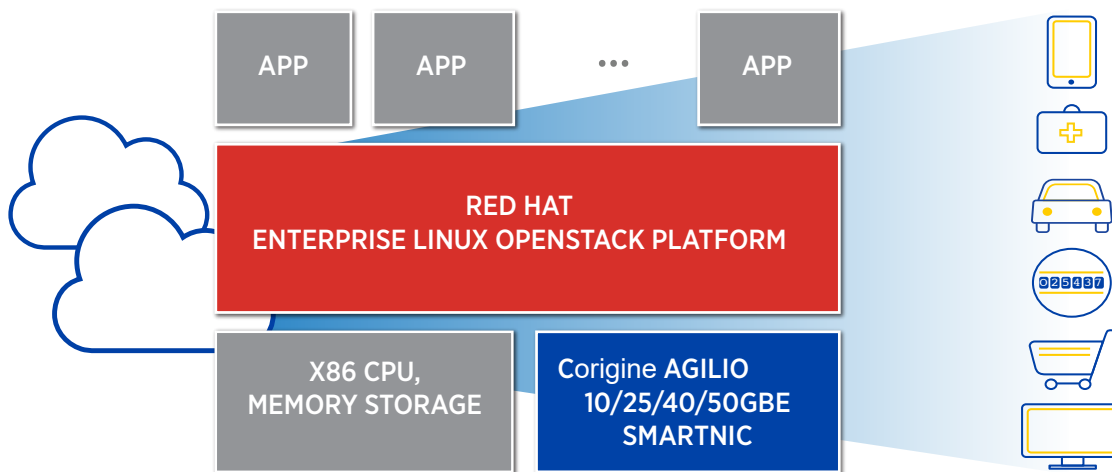 APP
APP
...
APP
RED HAT
ENTERPRISE LINUX OPENSTACK PLATFORM
025437
X86 CPU,
MEMORY STORAGE
Corigine AGILIO
10/25/40/50GBE
SMARTNIC